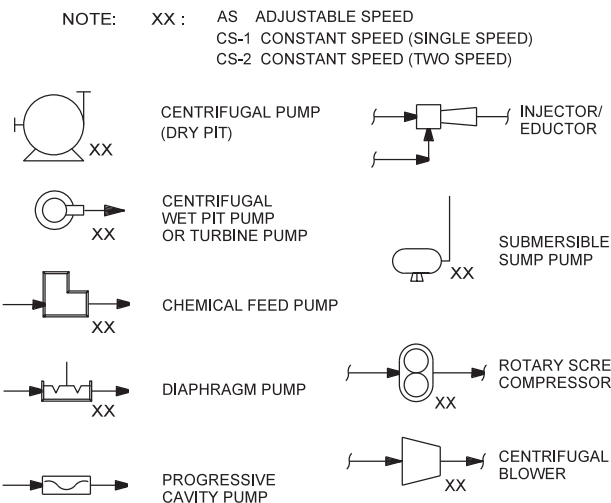 NOTE: XX : AS ADJUSTABLE SPEED
CS-1 CONSTANT SPEED (SINGLE SPEED)
CS-2 CONSTANT SPEED (TWO SPEED)
CENTRIFUGAL PUMP
(DRY PIT)
XX
CENTRIFUGAL
WET PIT PUMP
OR TURBINE PUMP
XX
CHEMICAL FEED PUMP
XX
DIAPHRAGM PUMP
XX
PROGRESSIVE
CAVITY PUMP
INJECTOR/
EDUCTOR
SUBMERSIBLE
SUMP PUMP
XX
ROTARY SCRE
COMPRESSOR
XX
CENTRIFUGAL
BLOWER
XX